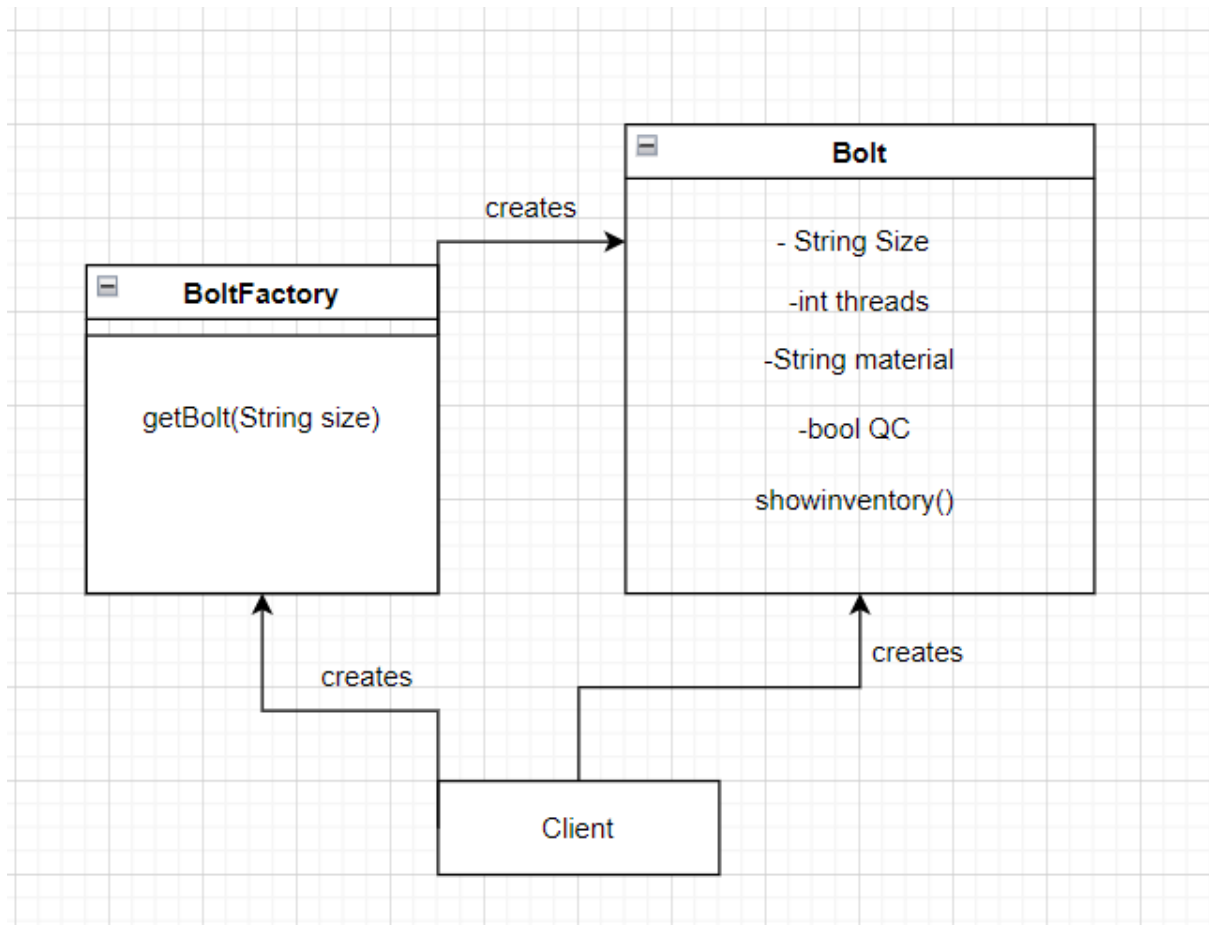 Bolt
creates
- String Size
BoltFactory
-int threads
-String material
getBolt(String size)
-bool QC
showinventory()
creates
creates
Client